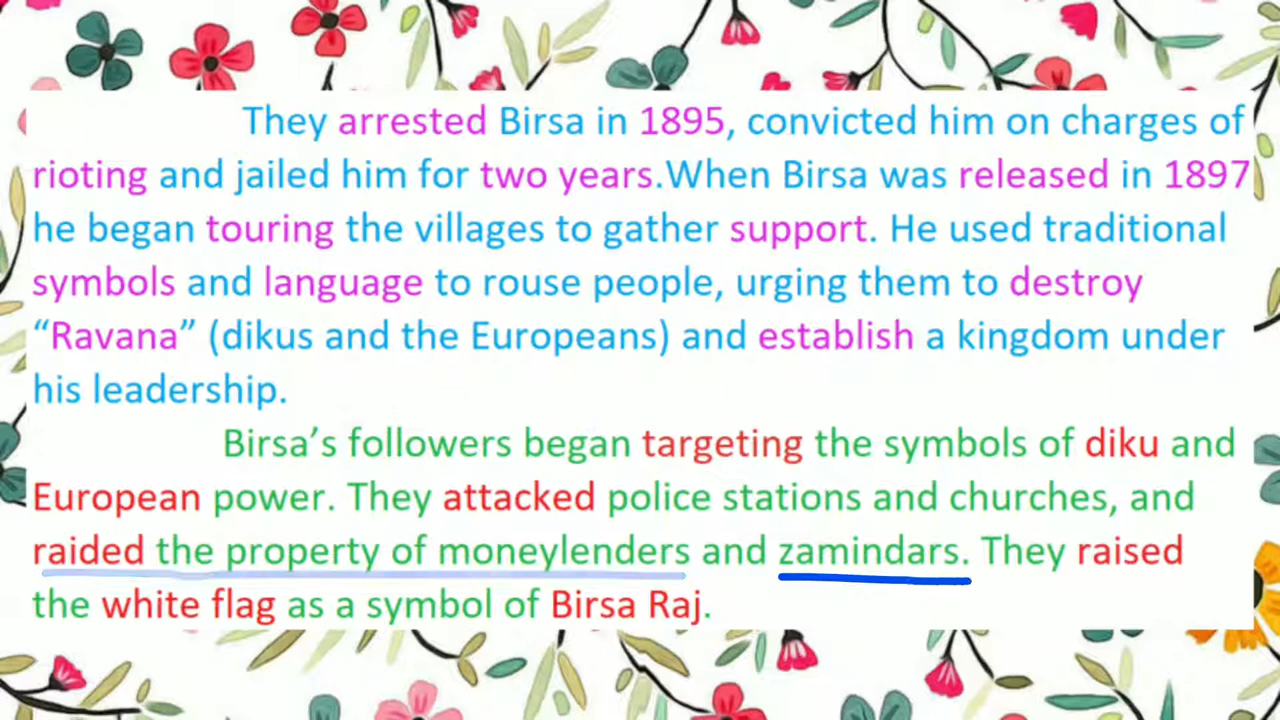 They arrested Birsa in 1895, convicted him on charges of
rioting and jailed him for two years.When Birsa was released in 1897
he began touring the villages to gather support. He used traditional
symbols and language to rouse people, urging them to destroy
“Ravana” (dikus and the Europeans) and establish a kingdom under
his leadership.
Birsa’s followers began targeting the symbols of diku and
European power. They attacked police stations and churches, and
raided the property of moneylenders and zamindars. They raised
the white flag as a symbol of Birsa Raj.